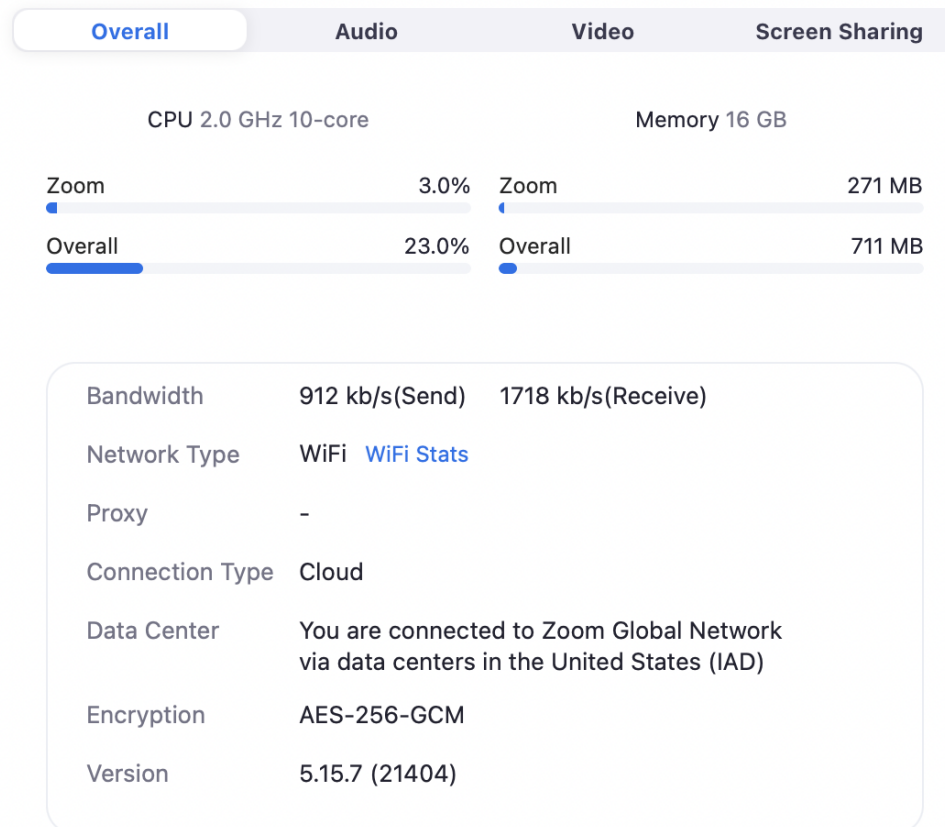 Overall Audio Video Screen Sharing
CPU 2.0 GHz 10-core
Zoom 3.0%
Overall 23.0%
Memory 16 GB
Zoom 271 MB
Overall 711 MB
Bandwidth 912 kb/s(Send) 1718 kb/s(Receive)
Network Type WiFi WiFi Stats
Proxy -
Connection Type Cloud
Data Center You are connected to Zoom Global Network
via data centers in the United States (IAD)
Encryption AES-256-GCM
Version 5.15.7 (21404)